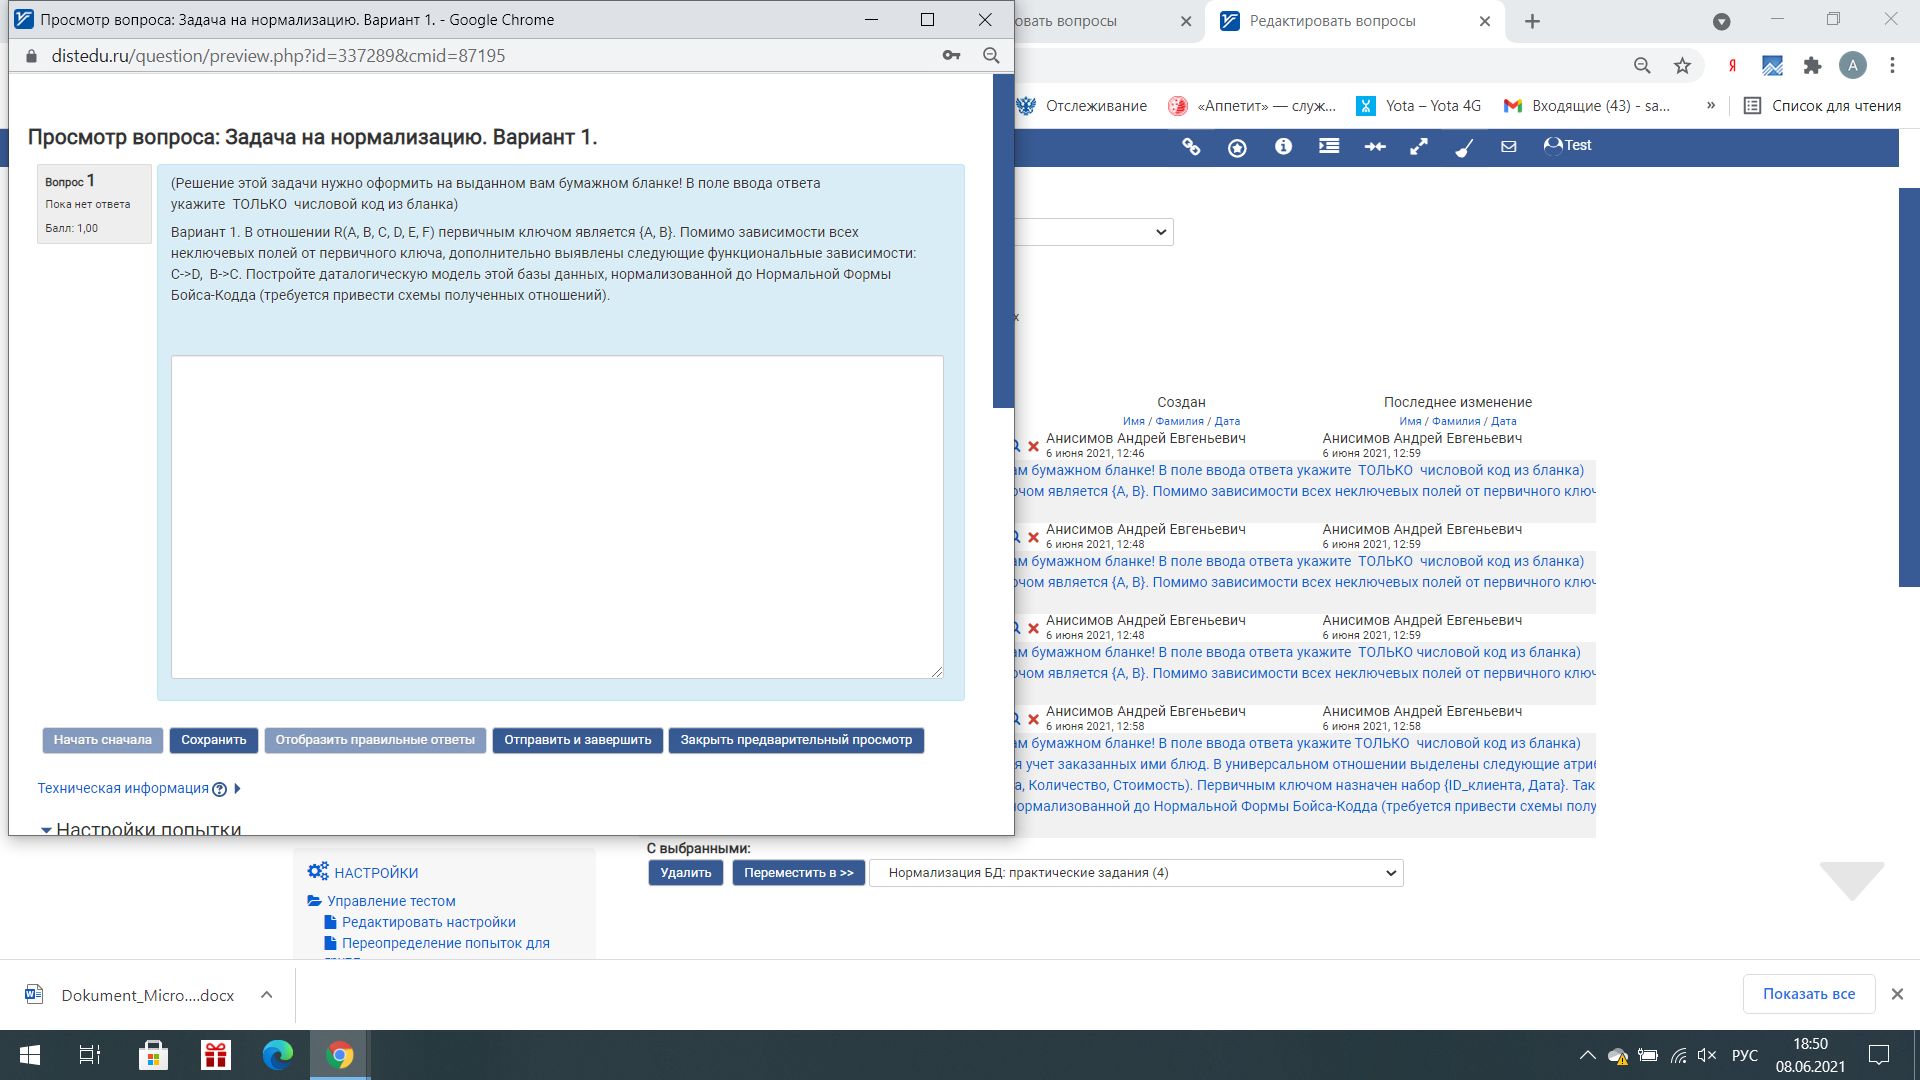 Просмотр вопроса: Задача на нормализацию. Вариант 1. - Google Chrome
distedu.ru/question/preview.php?id=337289&cmid=87195
Просмотр вопроса: Задача на нормализацию. Вариант 1.
Вопрос 1
Пока нет ответа
Балл: 1,00
(Решение этой задачи нужно оформить на выданном вам бумажном бланке! В поле ввода ответа
укажите ТОЛЬКО числовой код из бланка)
Вариант 1. В отношении R(A, B, C, D, E, F) первичным ключом является {A, B}. Помимо зависимости всех
неключевых полей от первичного ключа, дополнительно выявлены следующие функциональные зависимости:
C->D, B->C. Постройте даталогическую модель этой базы данных, нормализованной до Нормальной Формы
Бойса-Кодда (требуется привести схемы полученных отношений).
Начать сначала
Сохранить
Отобразить правильные ответы
Отправить и завершить
Закрыть предварительный просмотр
Техническая информация
Настройки попытки
овать вопросы
Редактировать вопросы
Я
A
Отслеживание
«Аппетит» — служ...
Yota – Yota 4G
Входящие (43) - sa...
»
Список для чтения
Test
х
Создан
Последнее изменение
Имя / Фамилия / Дата
Имя / Фамилия / Дата
Анисимов Андрей Евгеньевич
Анисимов Андрей Евгеньевич
6 июня 2021, 12:46
6 июня 2021, 12:59
ам бумажном бланке! В поле ввода ответа укажите ТОЛЬКО числовой код из бланка)
очом является {A, B}. Помимо зависимости всех неключевых полей от первичного ключ
Анисимов Андрей Евгеньевич
Анисимов Андрей Евгеньевич
6 июня 2021, 12:48
6 июня 2021, 12:59
ам бумажном бланке! В поле ввода ответа укажите ТОЛЬКО числовой код из бланка)
очом является {A, B}. Помимо зависимости всех неключевых полей от первичного ключ
Анисимов Андрей Евгеньевич
Анисимов Андрей Евгеньевич
6 июня 2021, 12:48
6 июня 2021, 12:59
ам бумажном бланке! В поле ввода ответа укажите ТОЛЬКО числовой код из бланка)
очом является {A, B}. Помимо зависимости всех неключевых полей от первичного ключ
Анисимов Андрей Евгеньевич
Анисимов Андрей Евгеньевич
6 июня 2021, 12:58
6 июня 2021, 12:58
ам бумажном бланке! В поле ввода ответа укажите ТОЛЬКО числовой код из бланка)
я учет заказанных ими блюд. В универсальном отношении выделены следующие атриб
а, Количество, Стоимость). Первичным ключом назначен набор {ID_клиента, Дата}. Так
нормализованной до Нормальной Формы Бойса-Кодда (требуется привести схемы полу
С выбранными:
Удалить
Переместить в >>
Нормализация БД: практические задания (4)
НАСТРОЙКИ
Управление тестом
Редактировать настройки
Переопределение попыток для
Dokument_Micro....docx
Показать все
РУС
18:50
08.06.2021